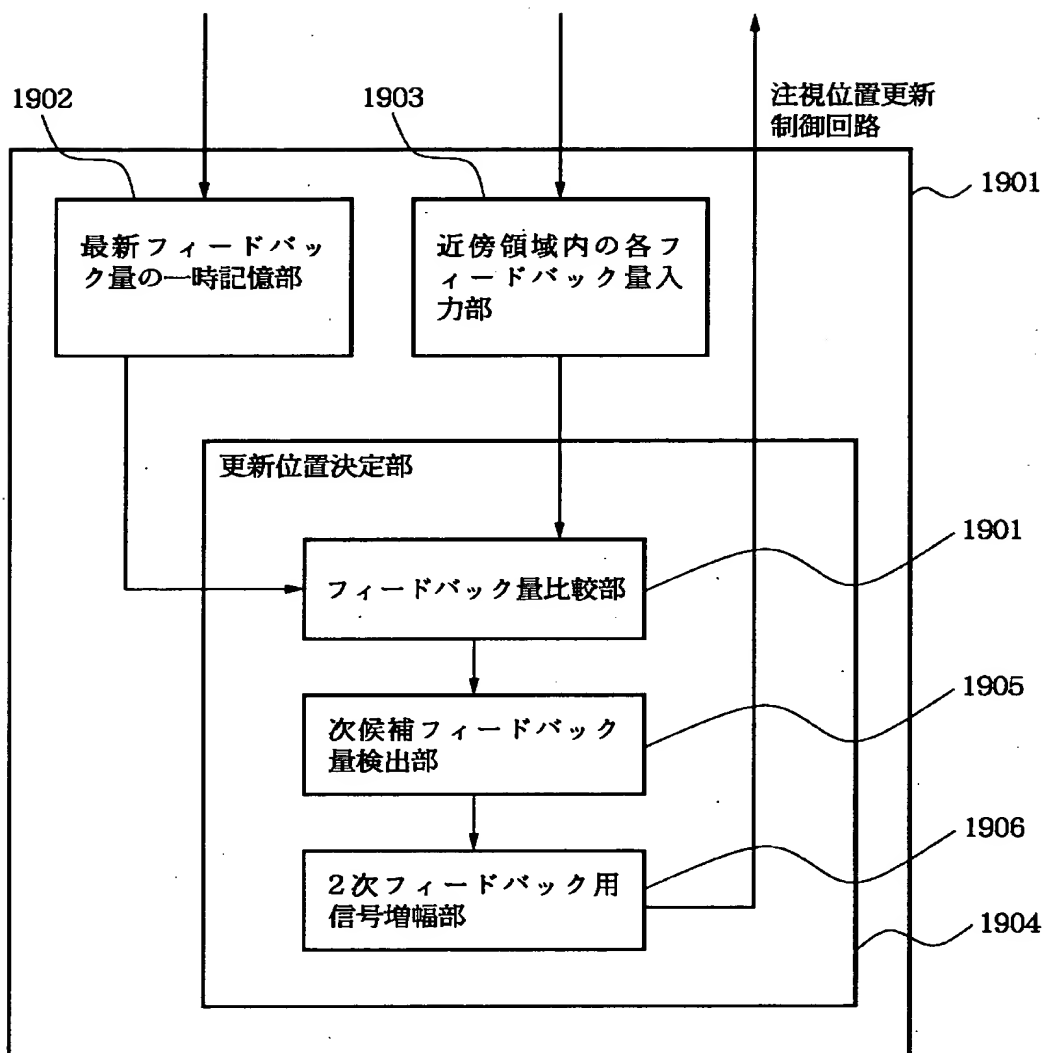 1902
1903
注視位置更新
制御回路
1901
最新フィードバッ
ク量の一時記憶部
近傍領域内の各フ
ィードバック量入
力部
更新位置決定部
1901
フィードバック量比較部
1905
次候補フィードバック
量検出部
1906
2次フィードバック用
信号増幅部
1904